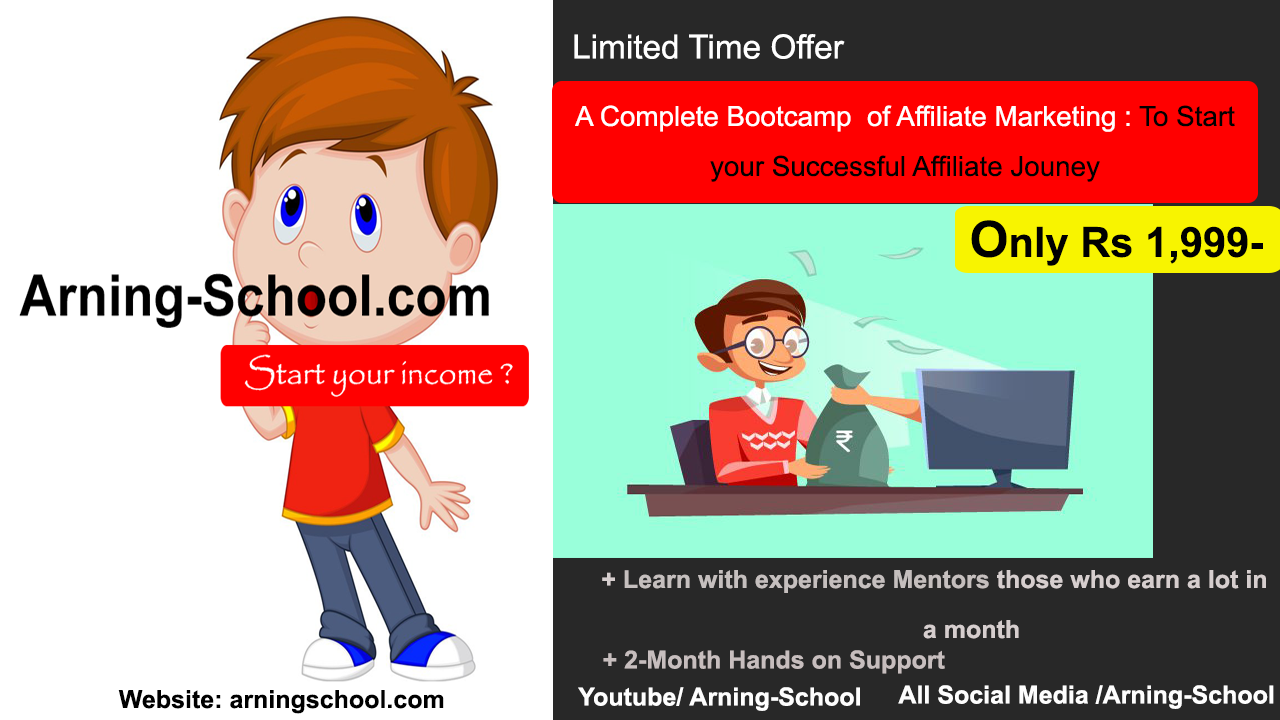 Arning-School.com
Start your income ?
Website: arningschool.com
Limited Time Offer
A Complete Bootcamp of Affiliate Marketing : To Start
your Successful Affiliate Jouney
Only Rs 1,999-
₹
+ Learn with experience Mentors those who earn a lot in
a month
+ 2-Month Hands on Support
Youtube/ Arning-School
All Social Media /Arning-School